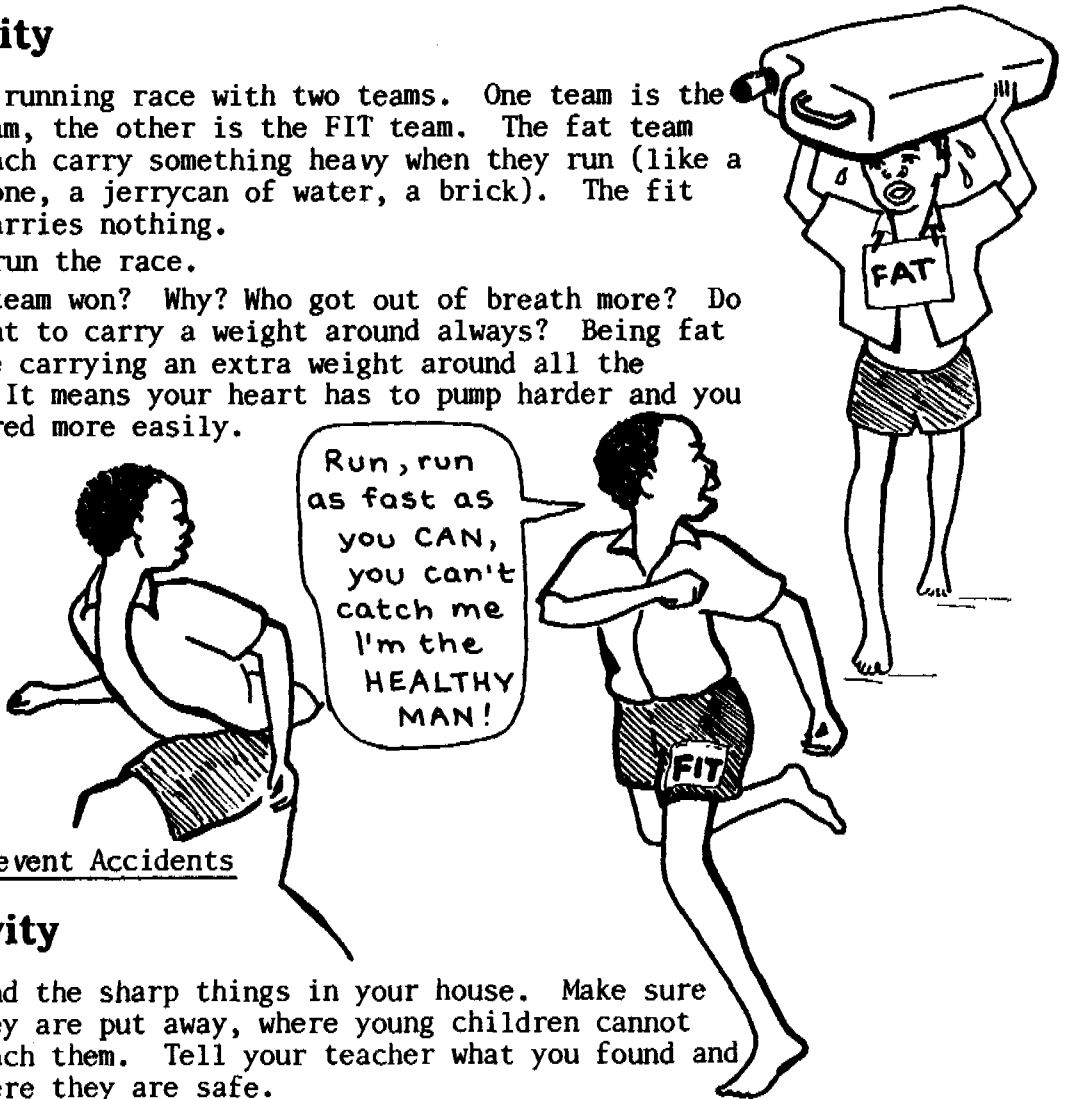 ity
running race with two teams. One team is the
am, the other is the FIT team. The fat team
ach carry something heavy when they run (like a
one, a jerrycan of water, a brick). The fit
arries nothing.
run the race.
team won? Why? Who got out of breath more? Do
nt to carry a weight around always? Being fat
e carrying an extra weight around all the
It means your heart has to pump harder and you
red more easily.
FAT
Run, run
as fast as
you CAN,
you can't
catch me
I'm the
HEALTHY
MAN!
FIT
event Accidents
vity
nd the sharp things in your house. Make sure
ey are put away, where young children cannot
ach them. Tell your teacher what you found and
ere they are safe.